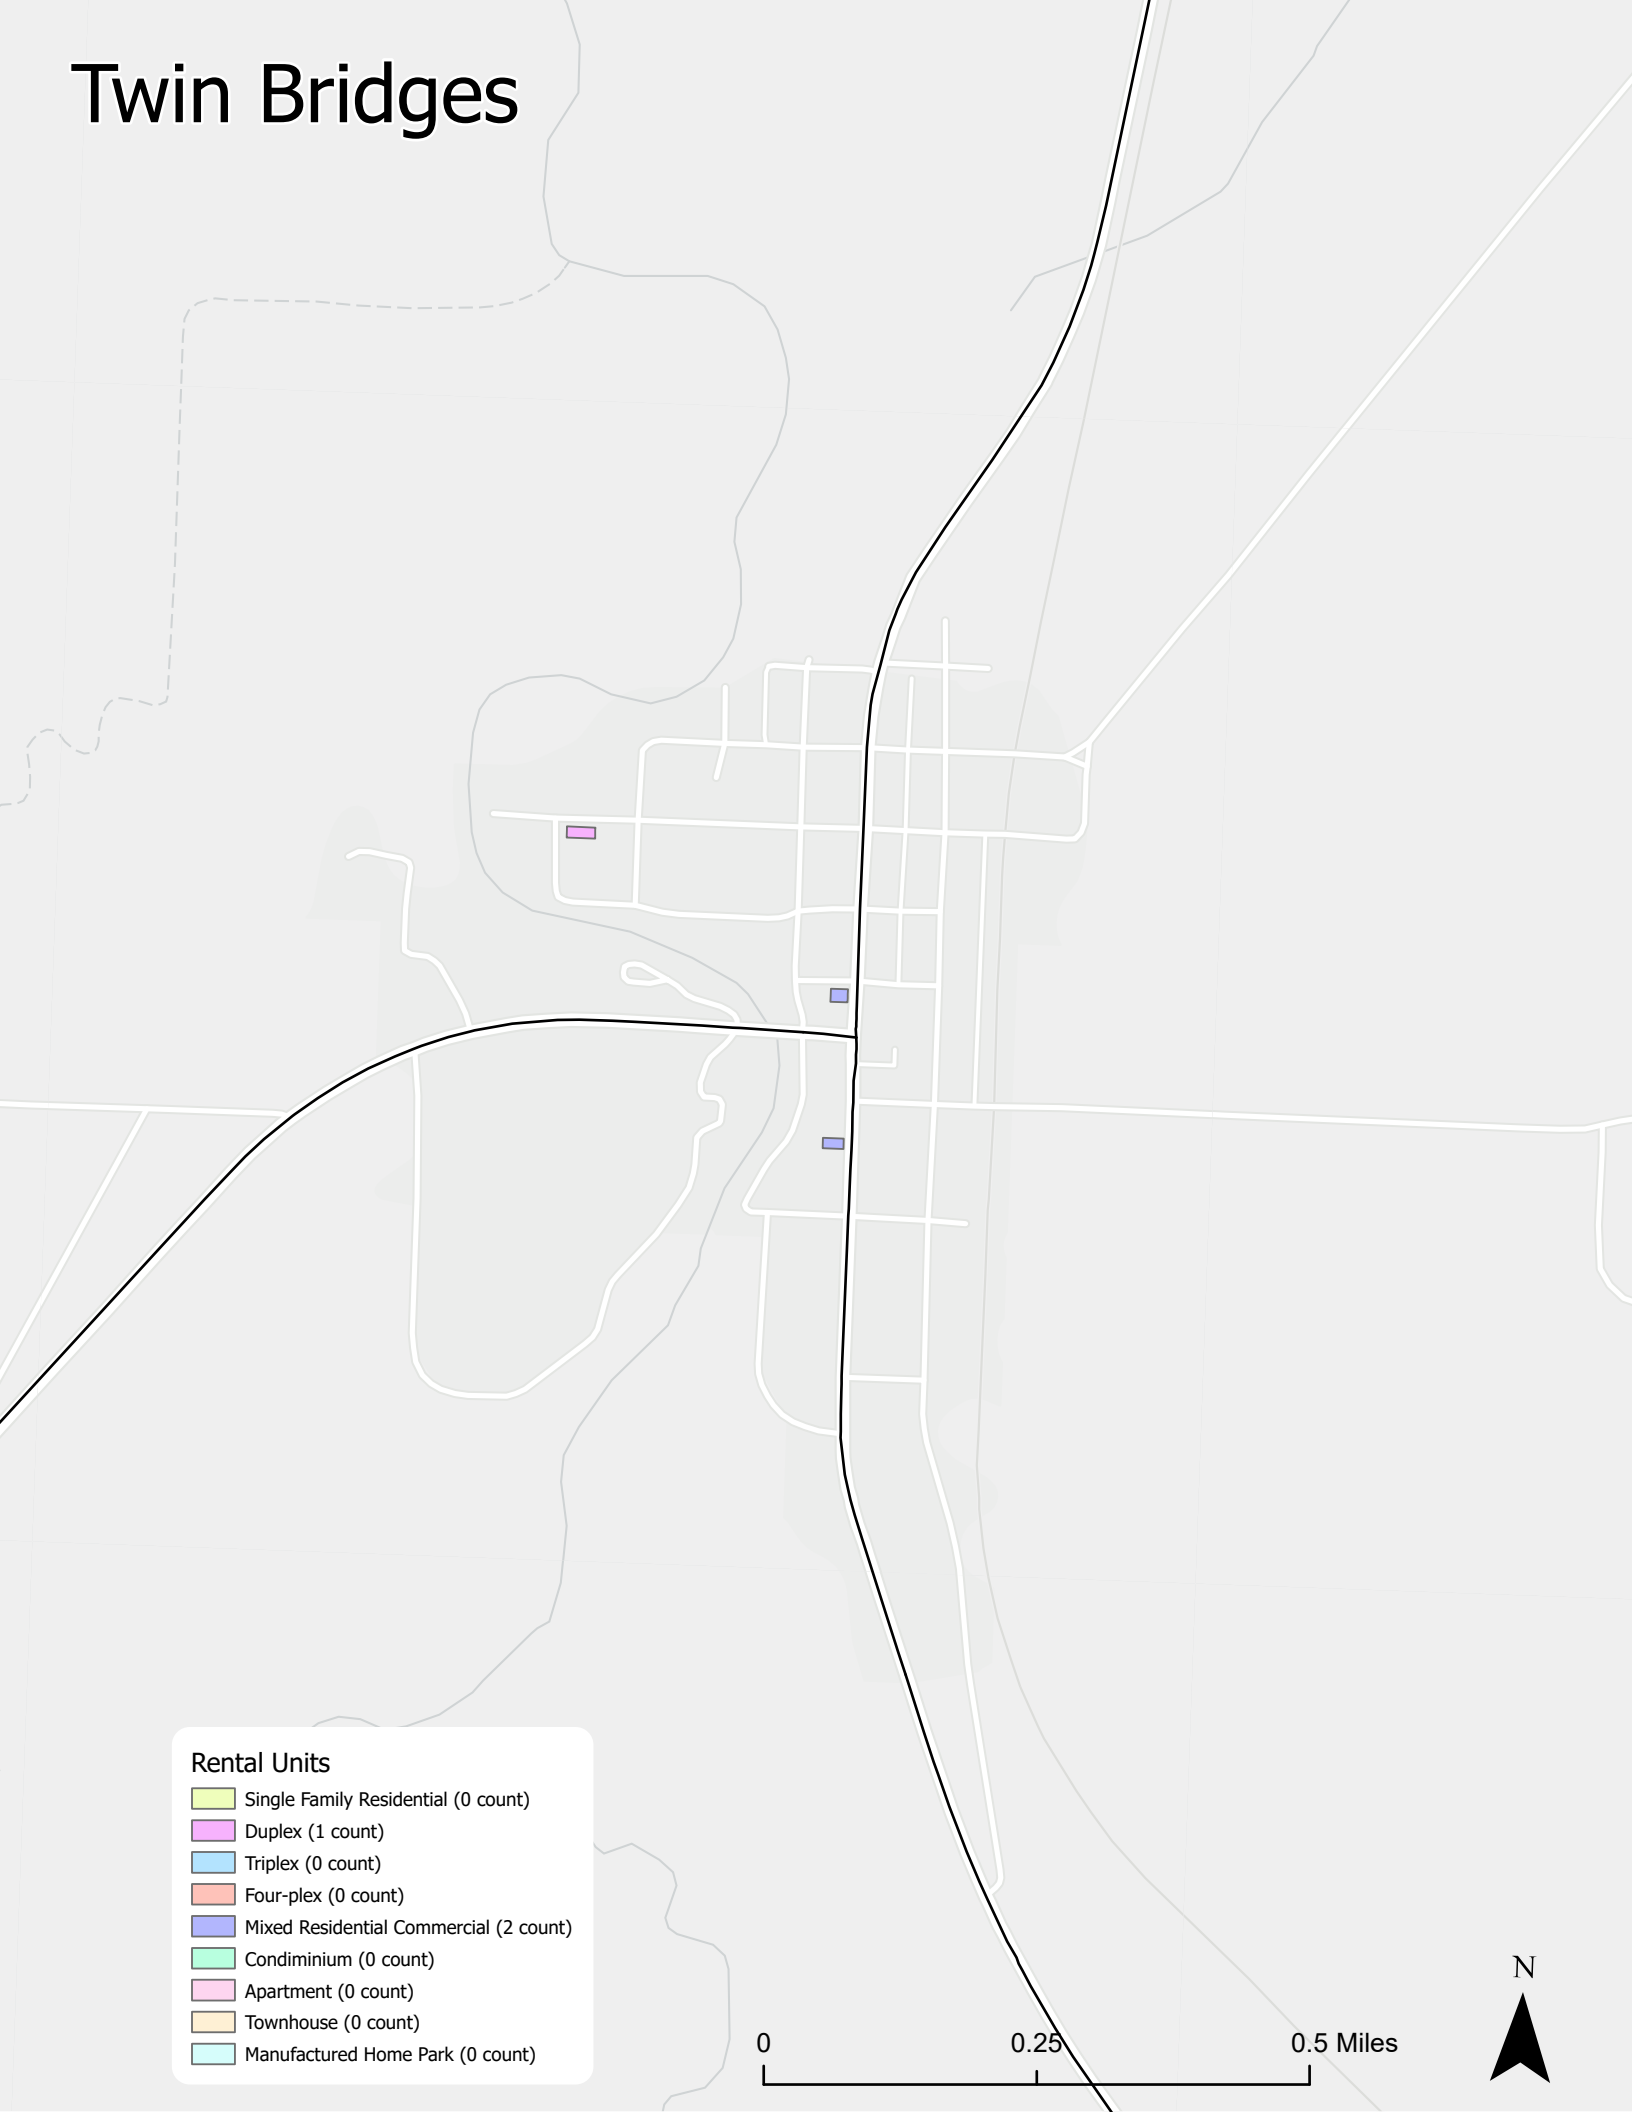 Twin Bridges
Rental Units
Single Family Residential (0 count)
Duplex (1 count)
Triplex (0 count)
Four-plex (0 count)
Mixed Residential Commercial (2 count)
Condiminium (0 count)
Apartment (0 count)
Townhouse (0 count)
Manufactured Home Park (0 count)
N
0 0.25 0.5 Miles